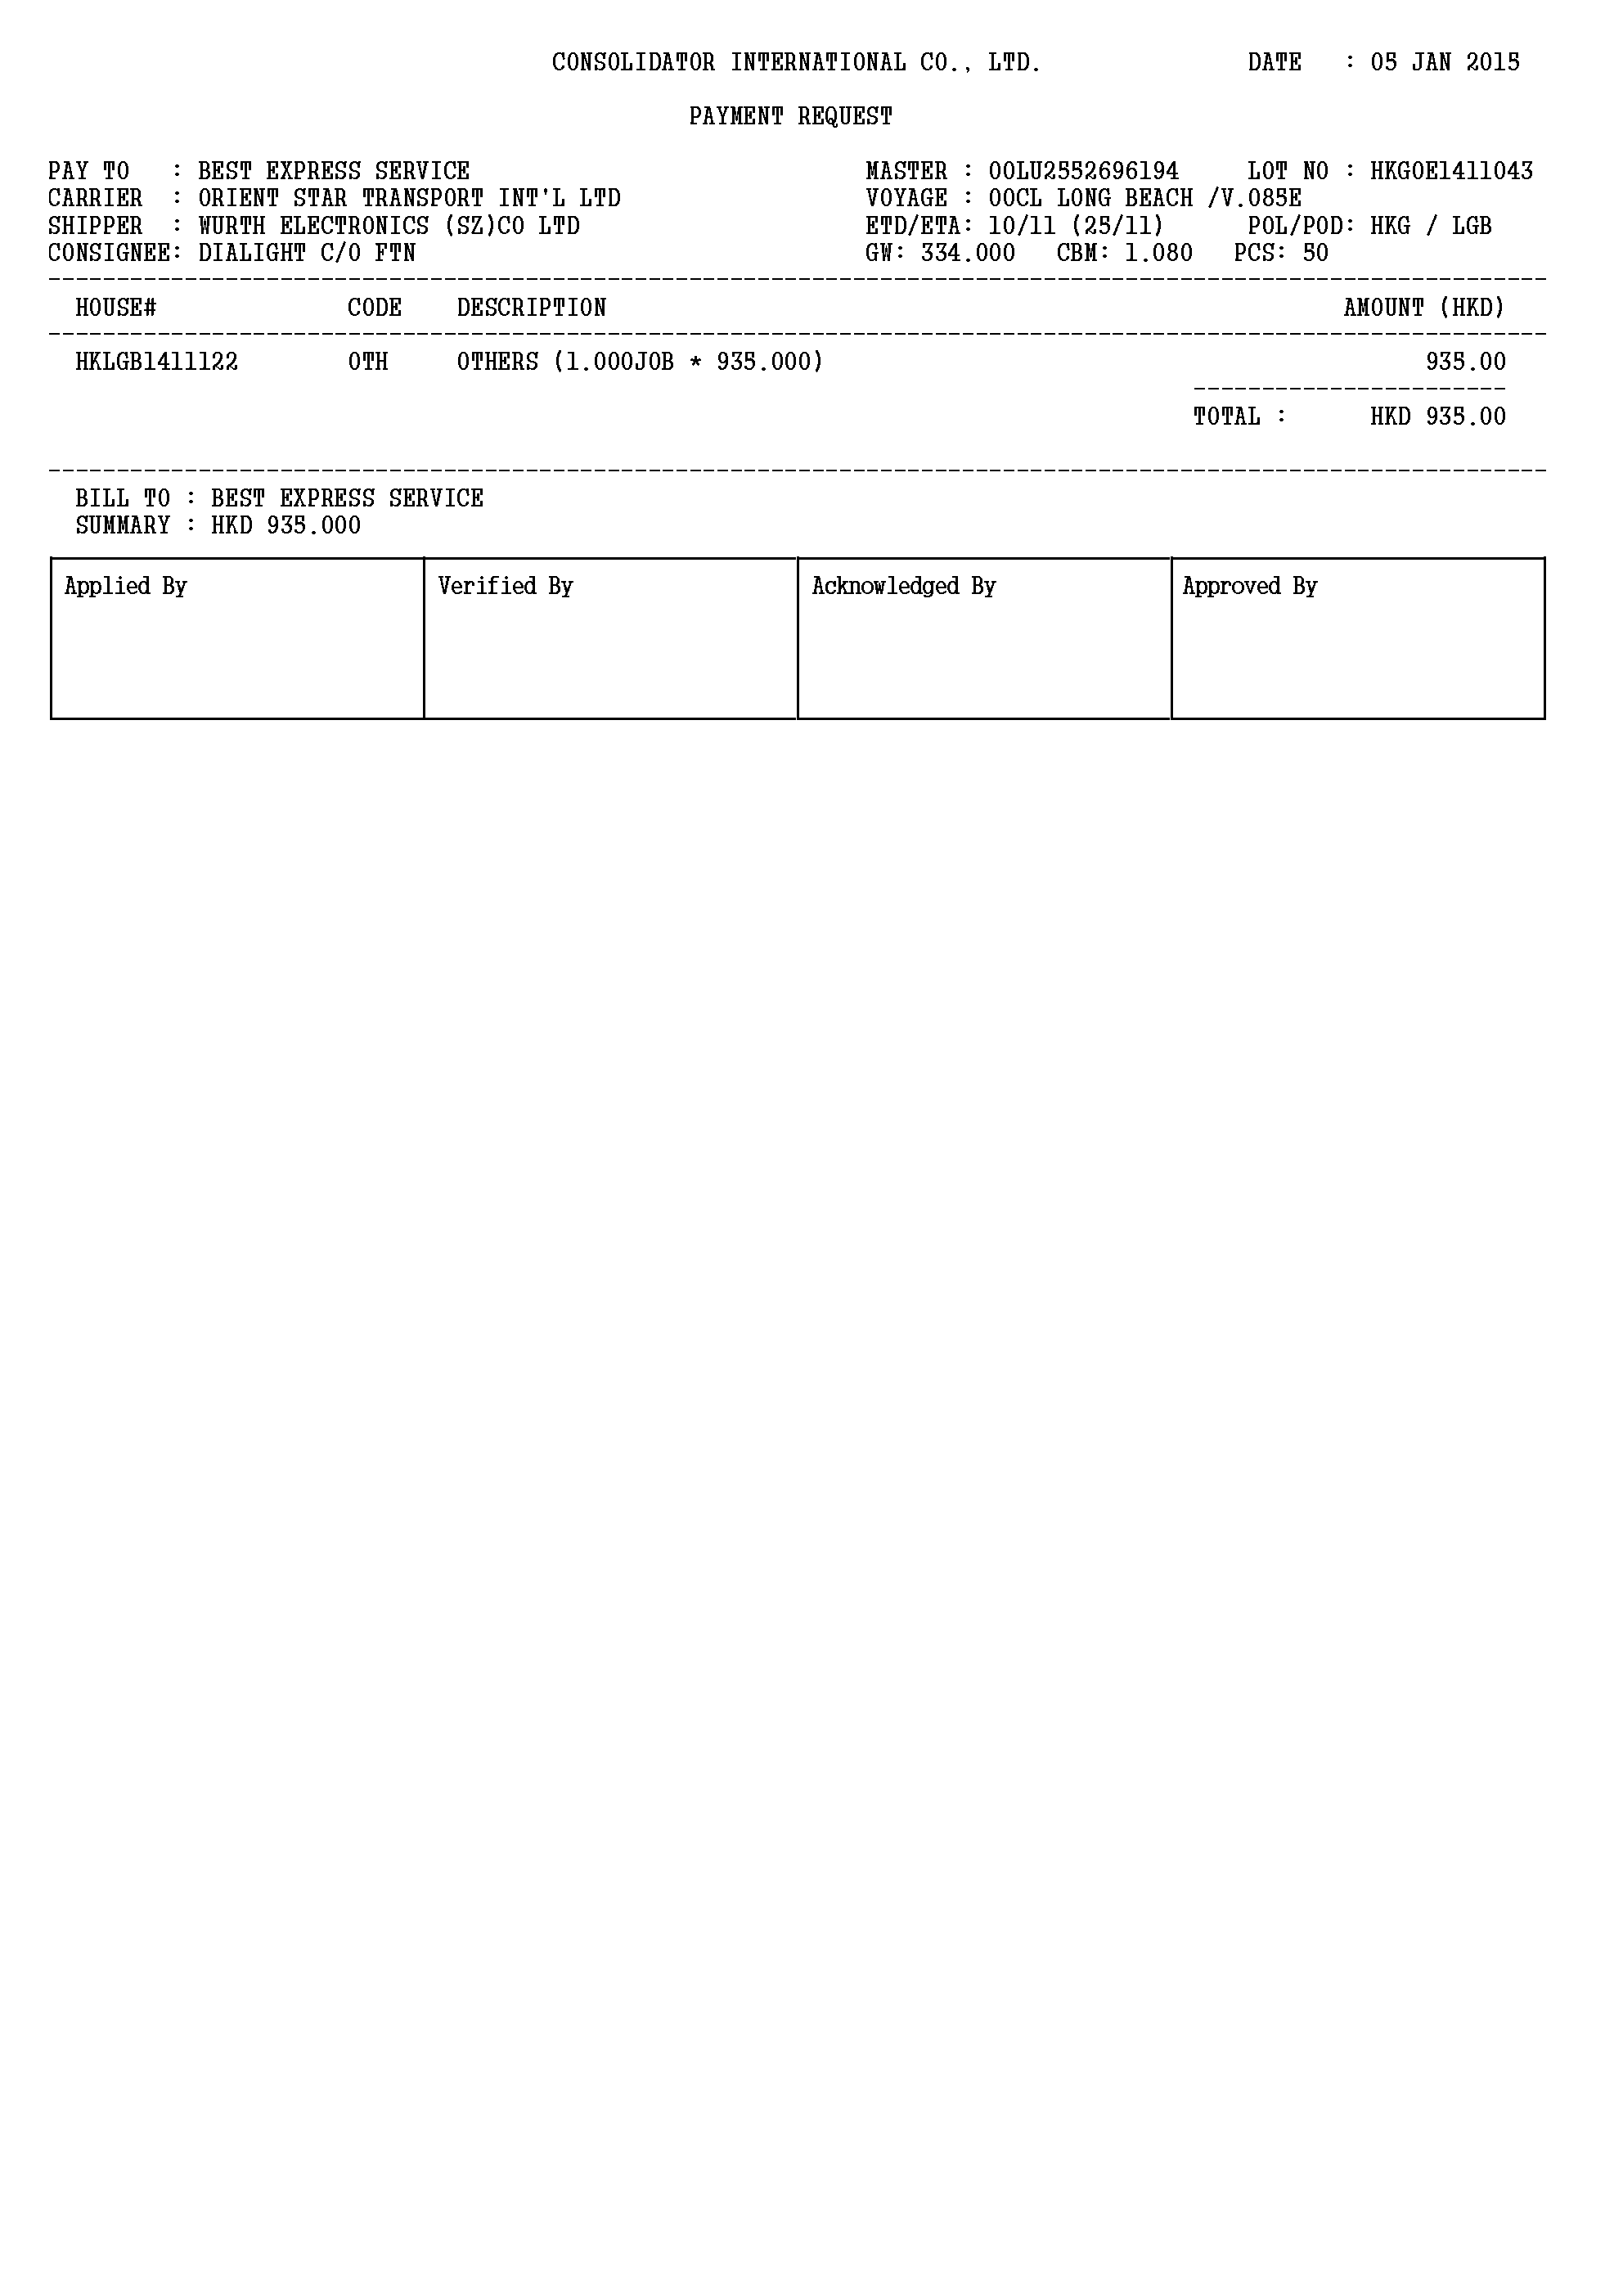 CONSOLIDATOR INTERNATIONAL CO., LTD. DATE : 05 JAN 2015
PAYMENT REQUEST
PAY TO : BEST EXPRESS SERVICE MASTER : OOLU2552696194 LOT NO : HKGOE1411043
CARRIER : ORIENT STAR TRANSPORT INT'L LTD VOYAGE : OOCL LONG BEACH /V.085E
SHIPPER : WURTH ELECTRONICS (SZ)CO LTD ETD/ETA: 10/11 (25/11) POL/POD: HKG / LGB
CONSIGNEE: DIALIGHT C/O FTN GW: 334.000 CBM: 1.080 PCS: 50
HOUSE# CODE DESCRIPTION AMOUNT (HKD)
HKLGB1411122 OTH OTHERS (1.000JOB * 935.000) 935.00
TOTAL : HKD 935.00
BILL TO : BEST EXPRESS SERVICE
SUMMARY : HKD 935.000
Applied By Verified By Acknowledged By Approved By